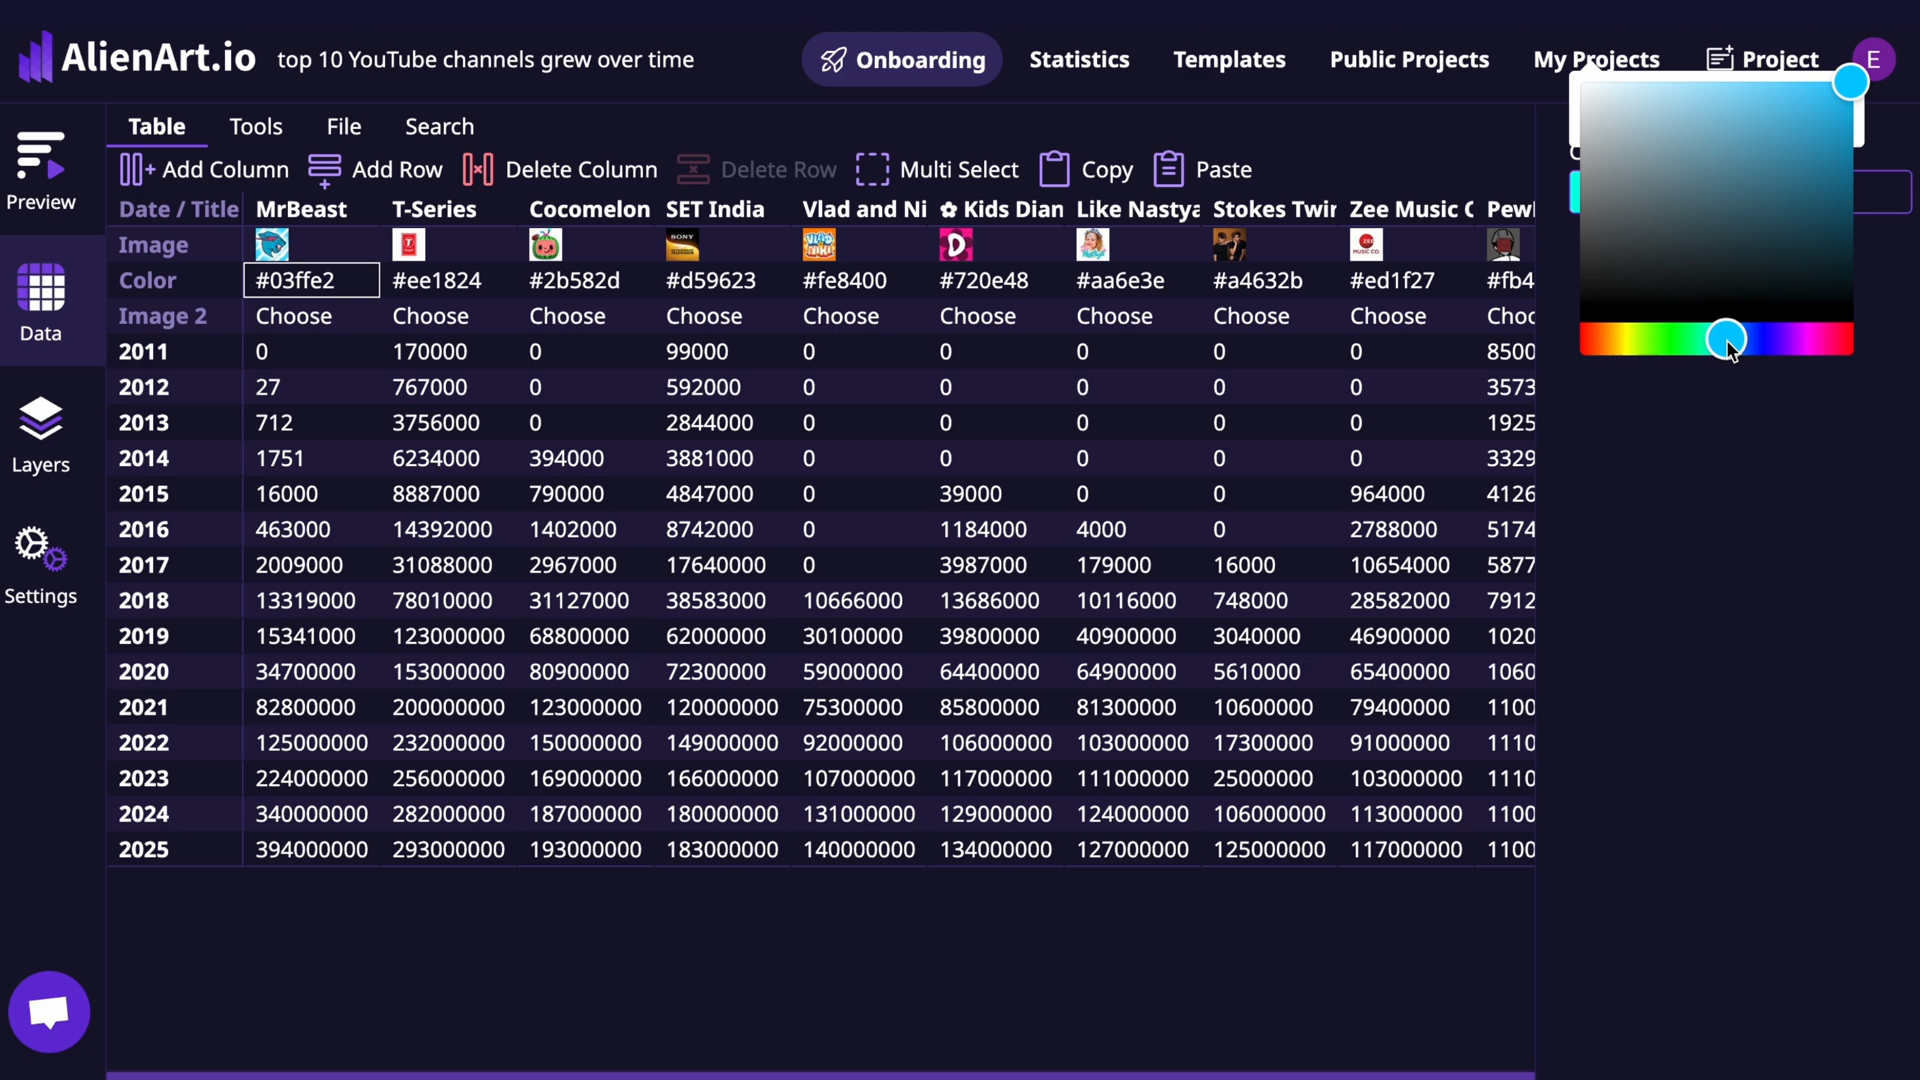 AlienArt.io top 10 YouTube channels grew over time Onboarding Statistics Templates Public Projects My Projects Project E
Preview
Data
Layers
Settings
Table Tools File Search
Add Column Add Row Delete Column Delete Row Multi Select Copy Paste
Date / Title MrBeast T-Series Cocomelon SET India Vlad and Ni ✿ Kids Dian Like Nastya Stokes Twin Zee Music C Pew
Image
Color #03ffe2 #ee1824 #2b582d #d59623 #fe8400 #720e48 #aa6e3e #a4632b #ed1f27 #fb4
Image 2 Choose Choose Choose Choose Choose Choose Choose Choose Choose Choo
2011 0 170000 0 99000 0 0 0 0 0 8500
2012 27 767000 0 592000 0 0 0 0 0 3573
2013 712 3756000 0 2844000 0 0 0 0 0 1925
2014 1751 6234000 394000 3881000 0 0 0 0 0 3329
2015 16000 8887000 790000 4847000 0 39000 0 0 964000 4126
2016 463000 14392000 1402000 8742000 0 1184000 4000 0 2788000 5174
2017 2009000 31088000 2967000 17640000 0 3987000 179000 16000 10654000 5877
2018 13319000 78010000 31127000 38583000 10666000 13686000 10116000 748000 28582000 7912
2019 15341000 123000000 68800000 62000000 30100000 39800000 40900000 3040000 46900000 1020
2020 34700000 153000000 80900000 72300000 59000000 64400000 64900000 5610000 65400000 1060
2021 82800000 200000000 123000000 120000000 75300000 85800000 81300000 10600000 79400000 1100
2022 125000000 232000000 150000000 149000000 92000000 106000000 103000000 17300000 91000000 1110
2023 224000000 256000000 169000000 166000000 107000000 117000000 111000000 25000000 103000000 1110
2024 340000000 282000000 187000000 180000000 131000000 129000000 124000000 106000000 113000000 1100
2025 394000000 293000000 193000000 183000000 140000000 134000000 127000000 125000000 117000000 1100